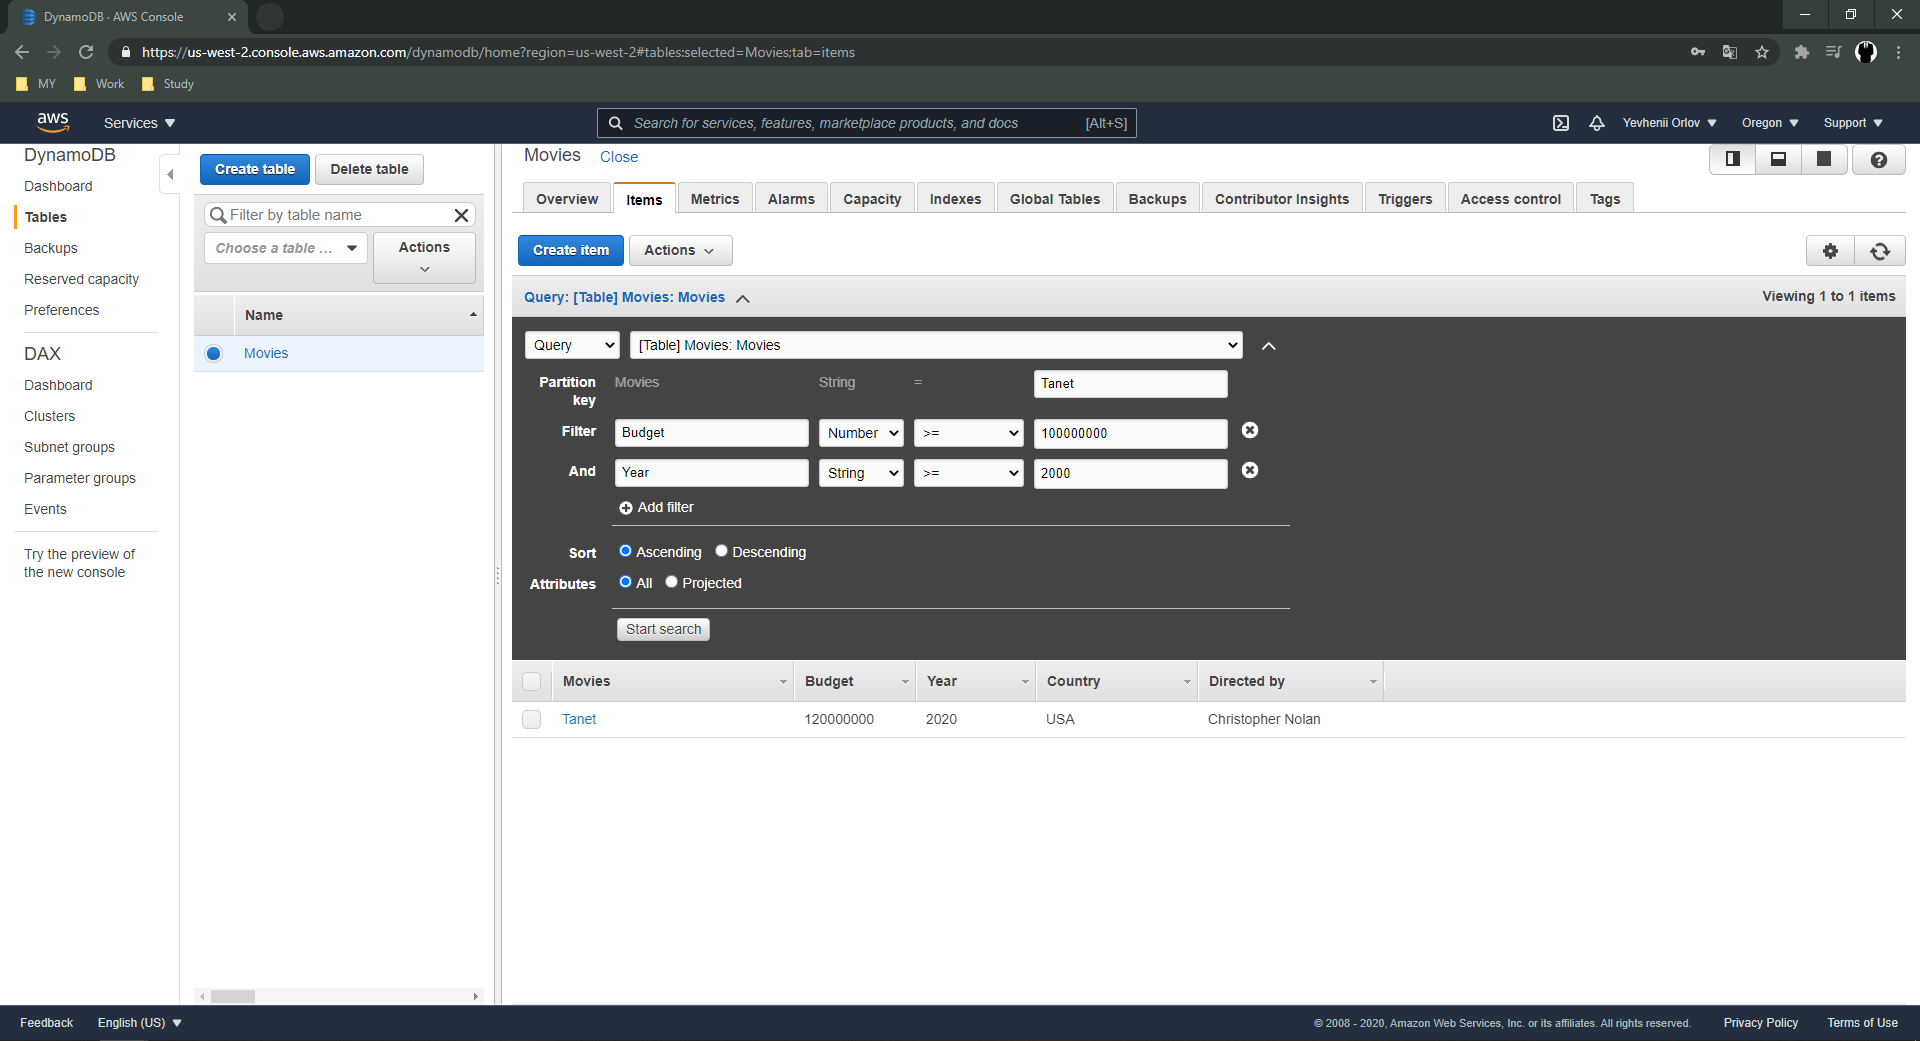 DynamoDB · AWS Console
https://us-west-2.console.aws.amazon.com/dynamodb/home?region=us-west-2#tables:selected=Movies;tab=items
MY Work Study
aws Services Search for services, features, marketplace products, and docs [Alt+S] Yevhenii Orlov Oregon Support
DynamoDB
Dashboard
Tables
Backups
Reserved capacity
Preferences
DAX
Dashboard
Clusters
Subnet groups
Parameter groups
Events
Try the preview of
the new console
Create table Delete table
Filter by table name
Choose a table ... Actions
Name
Movies
Movies Close
Overview Items Metrics Alarms Capacity Indexes Global Tables Backups Contributor Insights Triggers Access control Tags
Create item Actions
Query: [Table] Movies: Movies Viewing 1 to 1 items
Query [Table] Movies: Movies
Partition key Movies String = Tanet
Filter Budget Number >= 100000000
And Year String >= 2000
Add filter
Sort Ascending Descending
Attributes All Projected
Start search
Movies Budget Year Country Directed by
Tanet 120000000 2020 USA Christopher Nolan
Feedback English (US) © 2008 - 2020, Amazon Web Services, Inc. or its affiliates. All rights reserved. Privacy Policy Terms of Use